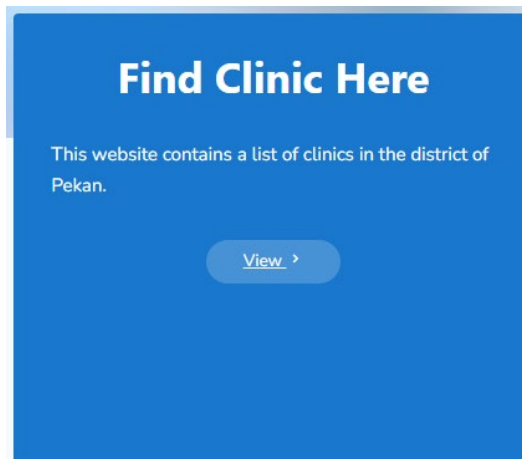 Find Clinic Here
This website contains a list of clinics in the district of
Pekan.
View >